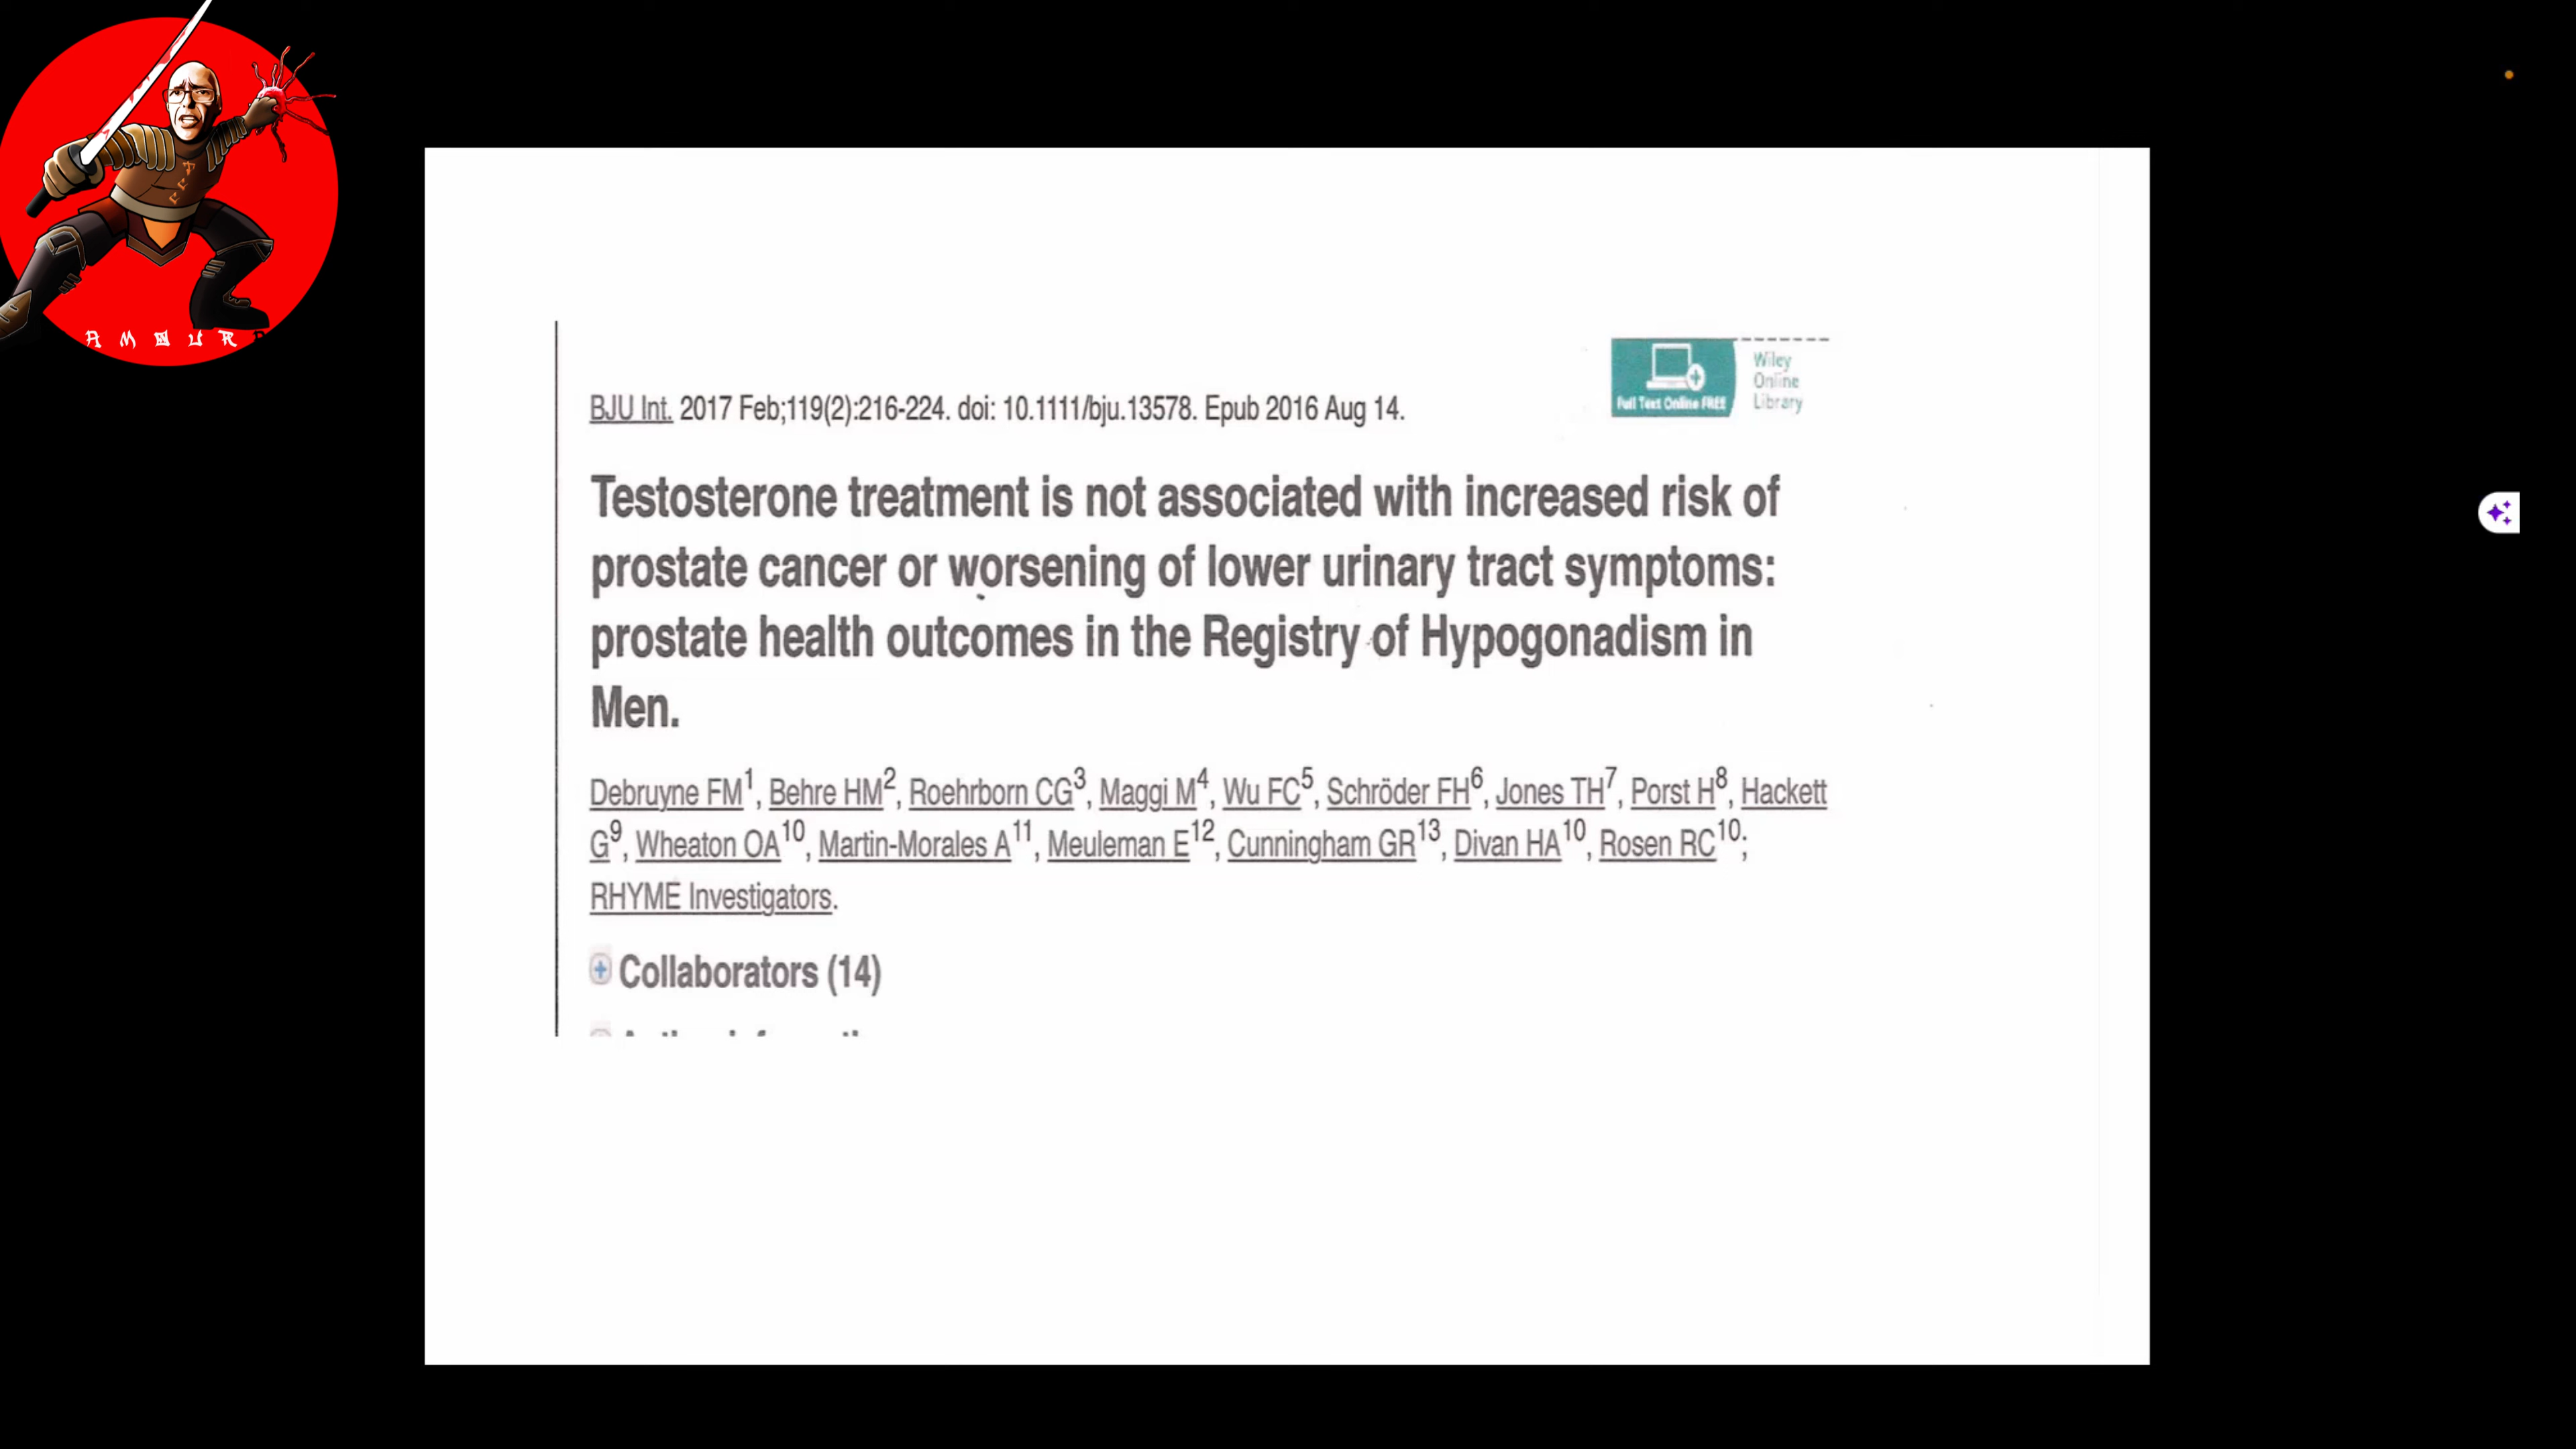 BJU Int. 2017 Feb;119(2):216-224. doi: 10.1111/bju.13578. Epub 2016 Aug 14.
Full Text Online FREE
Wiley
Online
Library
Testosterone treatment is not associated with increased risk of
prostate cancer or worsening of lower urinary tract symptoms:
prostate health outcomes in the Registry of Hypogonadism in
Men.
Debruyne FM1, Behre HM2, Roehrborn CG3, Maggi M4, Wu FC5, Schröder FH6, Jones TH7, Porst H8, Hackett
G9, Wheaton OA10, Martin-Morales A11, Meuleman E12, Cunningham GR13, Divan HA10, Rosen RC10;
RHYME Investigators.
Collaborators (14)